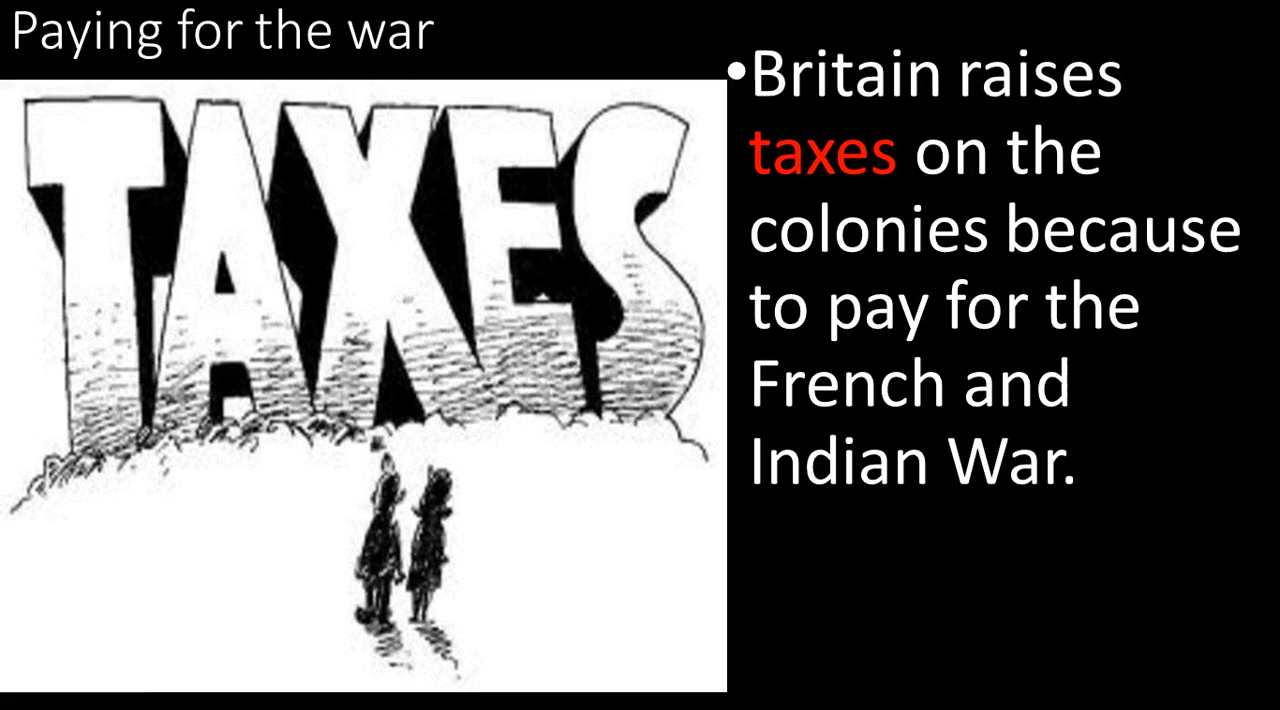 Paying for the war
TAXES
•Britain raises
taxes on the
colonies because
to pay for the
French and
Indian War.